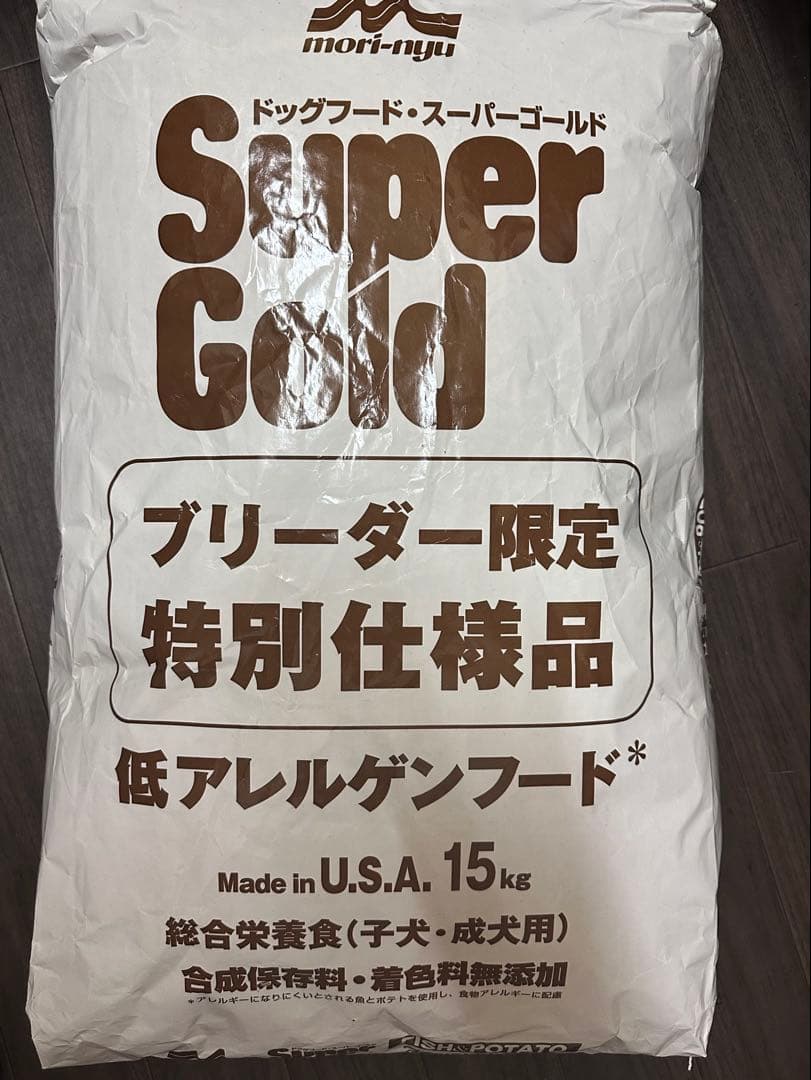 mori-nyu
ドッグフード・スーパーゴールド
Super
Gold
ブリーダー限定
特別仕様品
低アレルゲンフード*
Made in U.S.A. 15kg
総合栄養食(子犬・成犬用)
合成保存料・着色料無添加
*アレルギーになりにくいとされる魚とポテトを使用し、食物アレルギーに配慮
Super FISH & POTATO